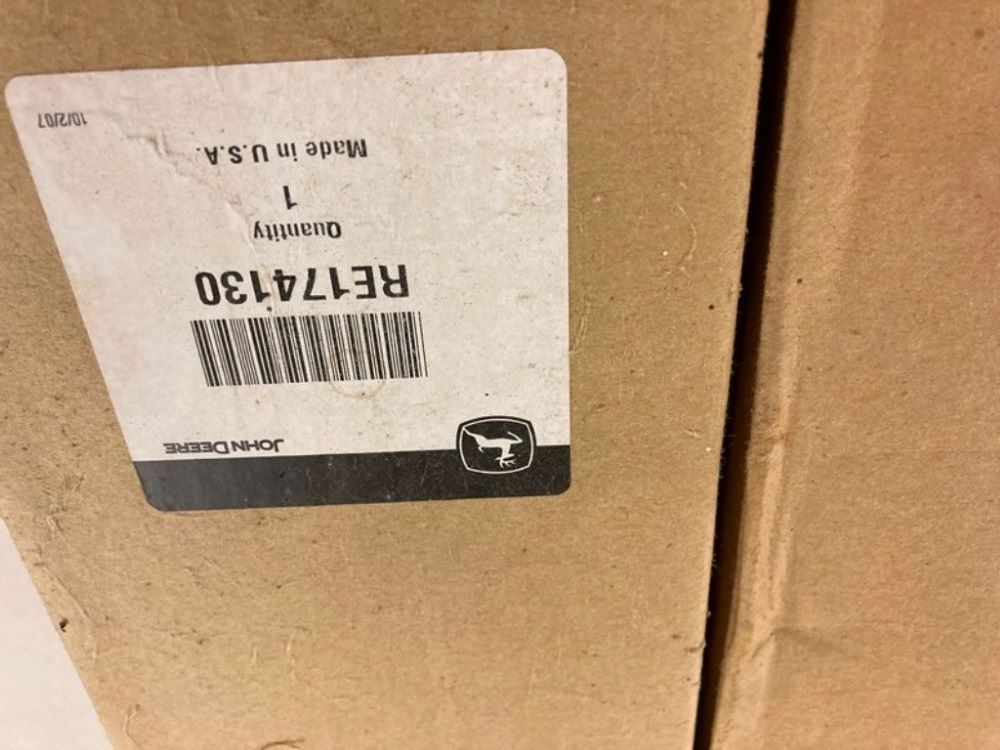 JOHN DEERE
RE174130
Quantity
1
Made in U.S.A.
10/2/07